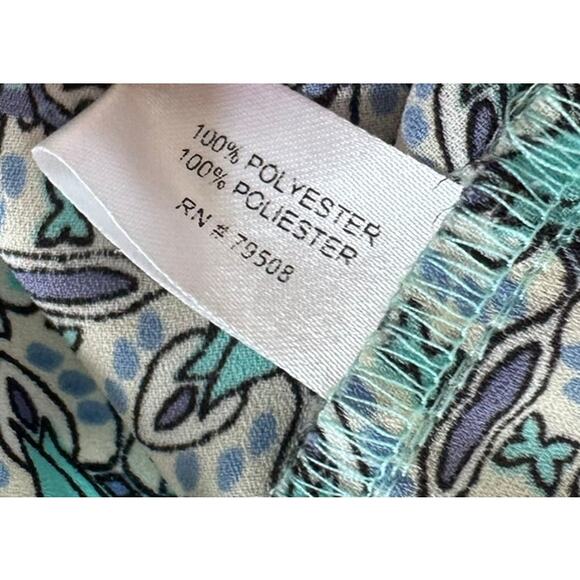 100% POLYESTER
100% POLIESTER
RN # 79508